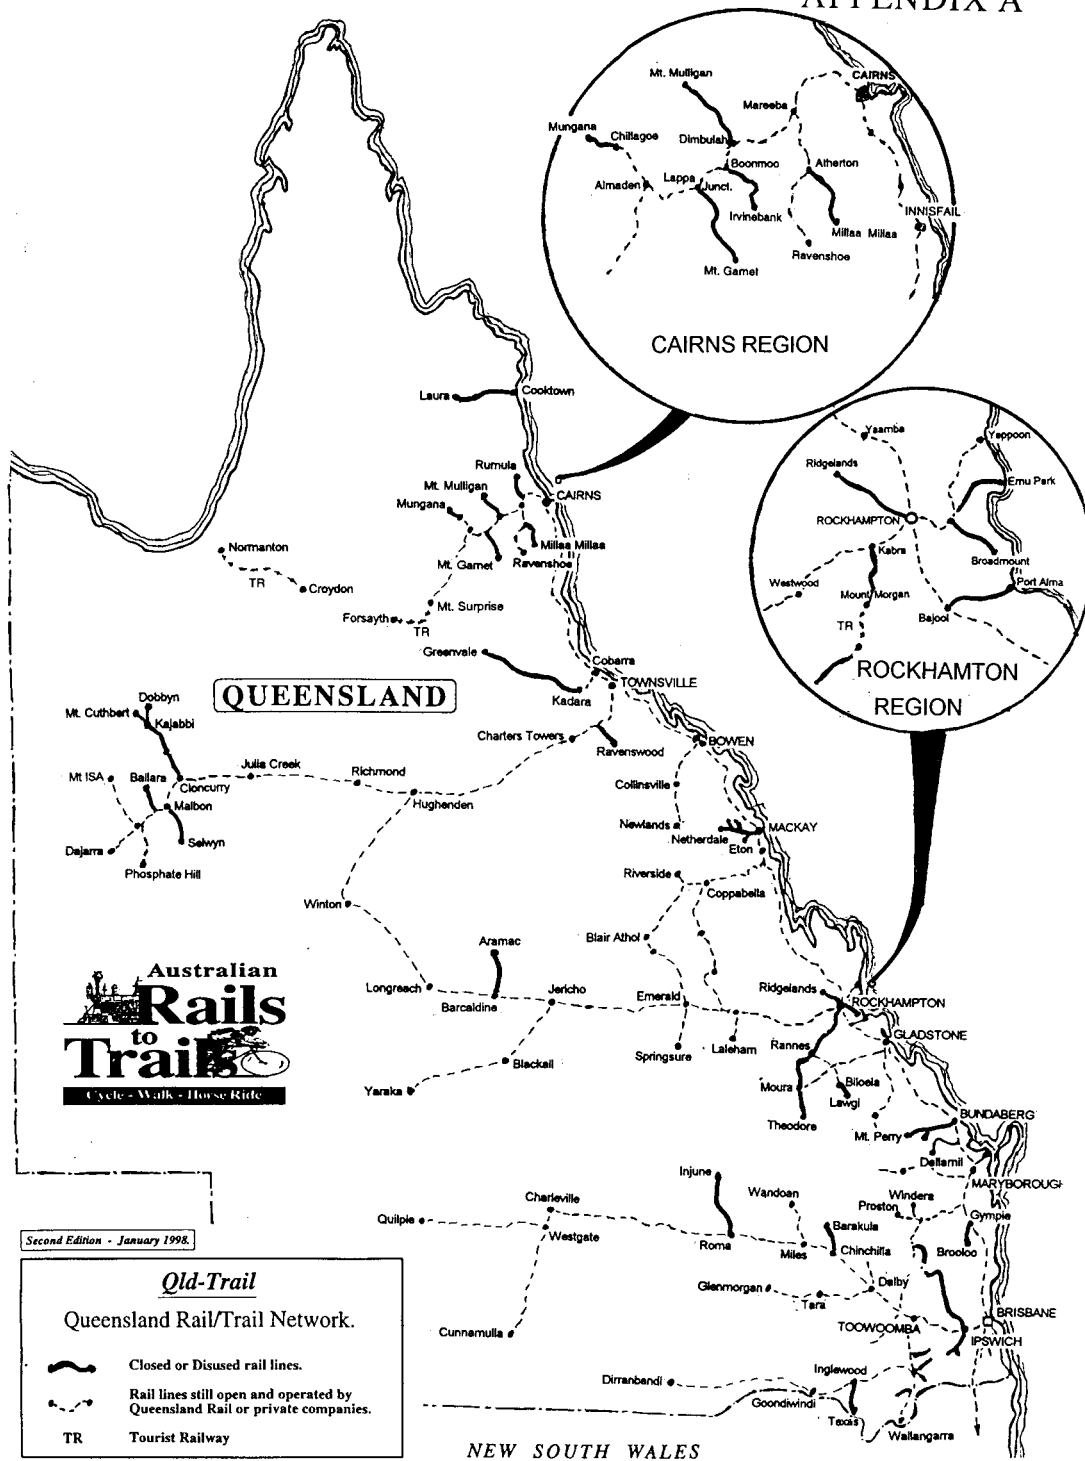 APPENDIX A
Mt. Mulligan
CAIRNS
Mareeba
Mungana
Chillagoe
Dimbulah
Boonmoo
Atherton
Almaden
Lappa
Junct.
Irvinebank
INNISFAIL
Millaa Millaa
Ravenshoe
Mt. Garnet
CAIRNS REGION
Laura
Cooktown
Yaamba
Yeppoon
Ridgelands
Emu Park
ROCKHAMPTON
Kabra
Broadmount
Westwood
Port Alma
Mount Morgan
Bajool
TR
ROCKHAMTON
REGION
Rumula
Mt. Mulligan
CAIRNS
Mungana
Millaa Millaa
Mt. Garnet
Ravenshoe
Normanton
TR
Croydon
Mt. Surprise
Forsayth
TR
Greenvale
Cobarra
TOWNSVILLE
Kadara
QUEENSLAND
Dobbyn
Mt. Cuthbert
Kajabbi
Charters Towers
Ravenswood
BOWEN
Mt ISA
Ballara
Cloncurry
Julia Creek
Richmond
Hughenden
Collinsville
Malbon
Newlands
MACKAY
Netherdale
Eton
Dajarra
Selwyn
Phosphate Hill
Riverside
Coppabella
Winton
Blair Athol
Aramac
Longreach
Barcaldine
Jericho
Emerald
Ridgelands
ROCKHAMPTON
GLADSTONE
Rannes
Springsure
Laleham
Blackall
Yaraka
Moura
Biloela
Lawgi
Theodore
Mt. Perry
BUNDABERG
Dallarnil
MARYBOROUGH
Australian
Rails
to
Trails
Cycle - Walk - Horse Ride
Injune
Wandoan
Windera
Proston
Gympie
Quilpie
Charleville
Westgate
Roma
Miles
Barakula
Chinchilla
Brooloo
Glenmorgan
Tara
Dalby
Cunnamulla
TOOWOOMBA
BRISBANE
IPSWICH
Dirranbandi
Inglewood
Goondiwindi
Texas
Wallangarra
NEW SOUTH WALES
Second Edition - January 1998.
Qld-Trail
Queensland Rail/Trail Network.
Closed or Disused rail lines.
Rail lines still open and operated by
Queensland Rail or private companies.
TR Tourist Railway